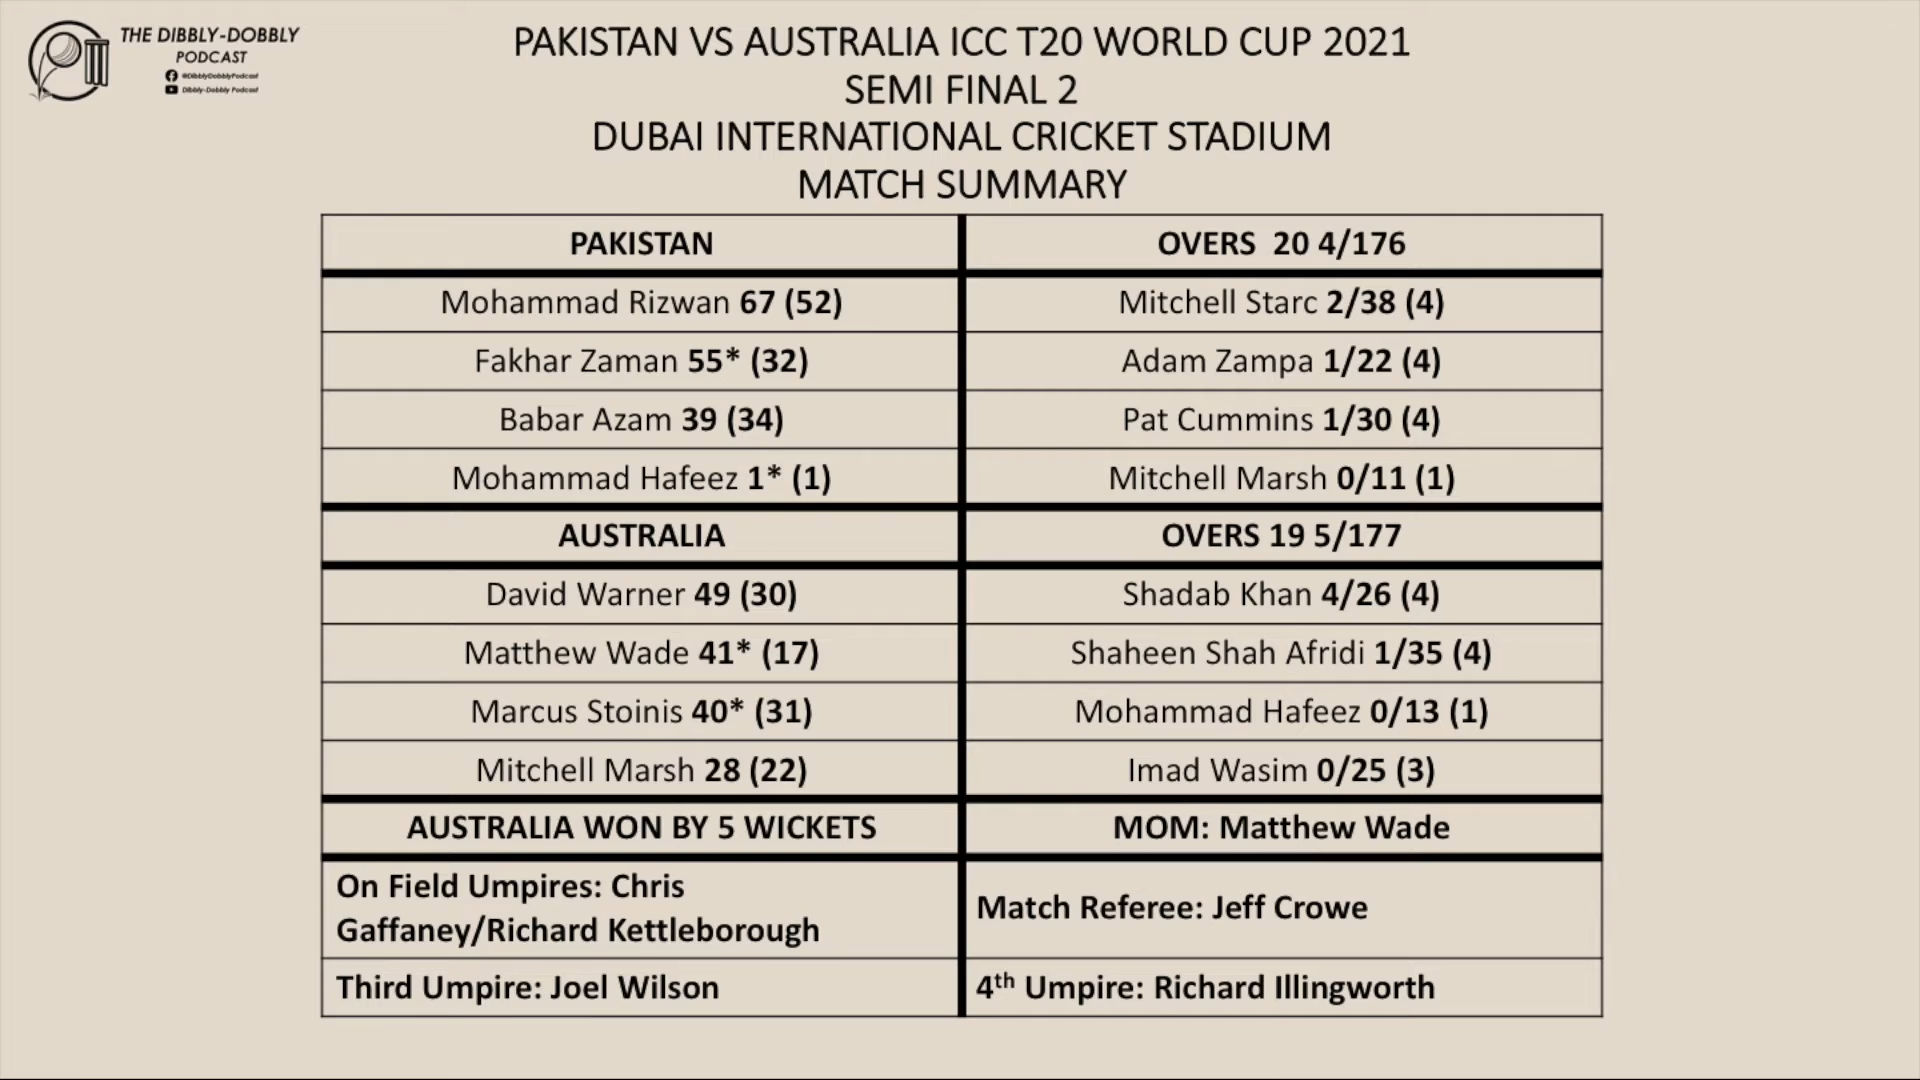 THE DIBBLY-DOBBLY
PODCAST
@DibblyDobblyPodcast
Dibbly-Dobbly Podcast
PAKISTAN VS AUSTRALIA ICC T20 WORLD CUP 2021
SEMI FINAL 2
DUBAI INTERNATIONAL CRICKET STADIUM
MATCH SUMMARY
PAKISTAN
OVERS 20 4/176
Mohammad Rizwan 67 (52)
Mitchell Starc 2/38 (4)
Fakhar Zaman 55* (32)
Adam Zampa 1/22 (4)
Babar Azam 39 (34)
Pat Cummins 1/30 (4)
Mohammad Hafeez 1* (1)
Mitchell Marsh 0/11 (1)
AUSTRALIA
OVERS 19 5/177
David Warner 49 (30)
Shadab Khan 4/26 (4)
Matthew Wade 41* (17)
Shaheen Shah Afridi 1/35 (4)
Marcus Stoinis 40* (31)
Mohammad Hafeez 0/13 (1)
Mitchell Marsh 28 (22)
Imad Wasim 0/25 (3)
AUSTRALIA WON BY 5 WICKETS
MOM: Matthew Wade
On Field Umpires: Chris
Gaffaney/Richard Kettleborough
Match Referee: Jeff Crowe
Third Umpire: Joel Wilson
4th Umpire: Richard Illingworth